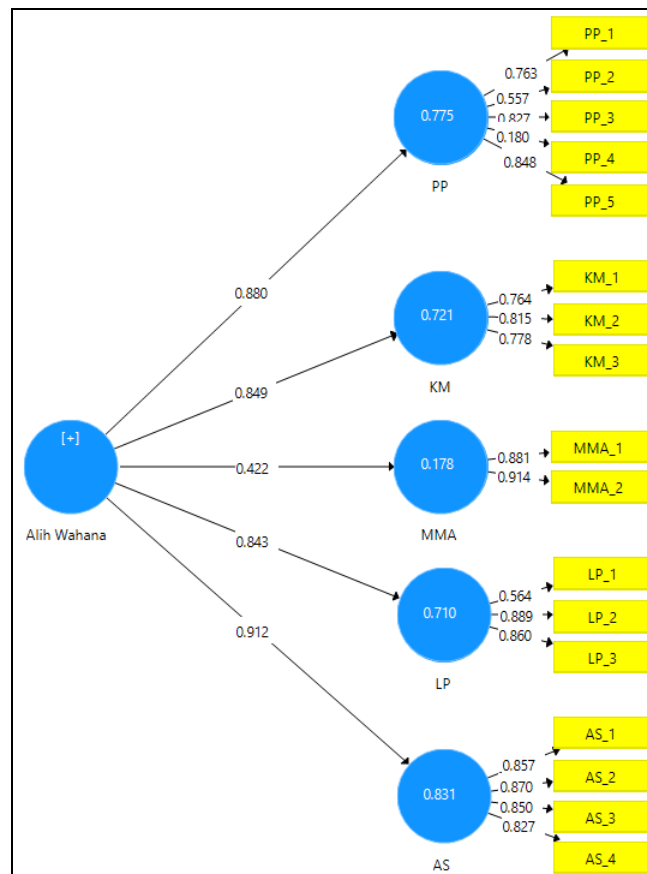 PP_1
0.763
PP_2
0.557
0.775
0.827
PP_3
0.180
PP_4
0.848
PP_5
PP
0.880
KM_1
0.764
0.721
0.815
KM_2
0.778
KM_3
KM
0.849
[+]
Alih Wahana
0.422
0.178
0.881
MMA_1
0.914
MMA_2
MMA
0.843
LP_1
0.564
0.710
0.889
LP_2
0.860
LP_3
LP
0.912
AS_1
0.857
AS_2
0.870
0.831
0.850
AS_3
0.827
AS_4
AS